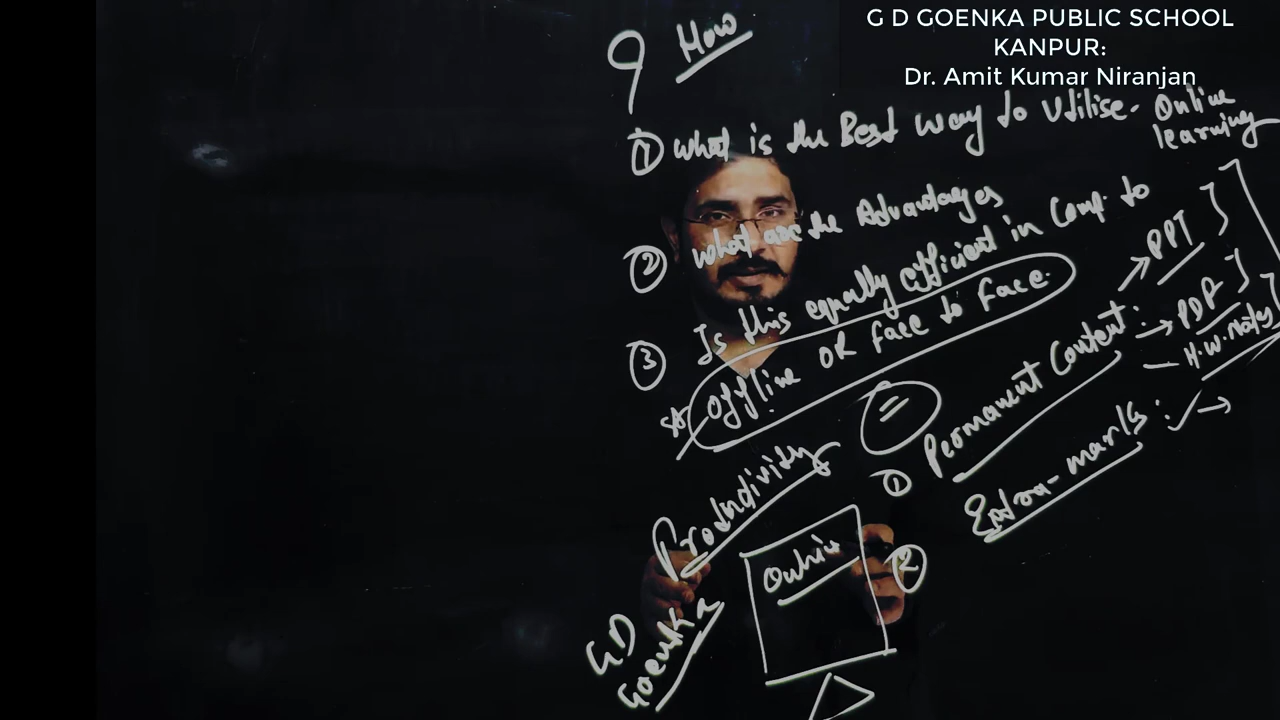 G D GOENKA PUBLIC SCHOOL
KANPUR:
Dr. Amit Kumar Niranjan
How
① What is the Best way to Utilise. Online
learning
② What are the Advantages
③ Is this equally efficient in Comp. to
Offline OR Face to Face.
Productivity
=
① Permanent Content: → PPT
→ PDF
- H.W. Notes
Extra-marks: →
②
GD
Goenka